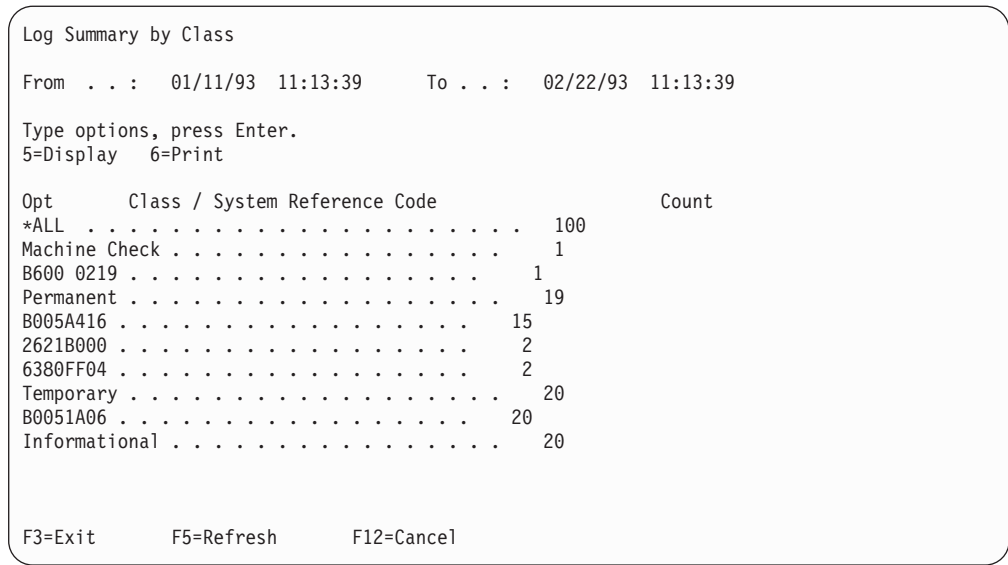 Log Summary by Class
From . . : 01/11/93 11:13:39 To . . : 02/22/93 11:13:39
Type options, press Enter.
5=Display 6=Print
Opt Class / System Reference Code Count
*ALL . . . . . . . . . . . . . . . . . . . . . 100
Machine Check . . . . . . . . . . . . . . . . 1
B600 0219 . . . . . . . . . . . . . . . . . 1
Permanent . . . . . . . . . . . . . . . . . . 19
B005A416 . . . . . . . . . . . . . . . . . 15
2621B000 . . . . . . . . . . . . . . . . . 2
6380FF04 . . . . . . . . . . . . . . . . . 2
Temporary . . . . . . . . . . . . . . . . . . 20
B0051A06 . . . . . . . . . . . . . . . . . 20
Informational . . . . . . . . . . . . . . . . 20
F3=Exit F5=Refresh F12=Cancel